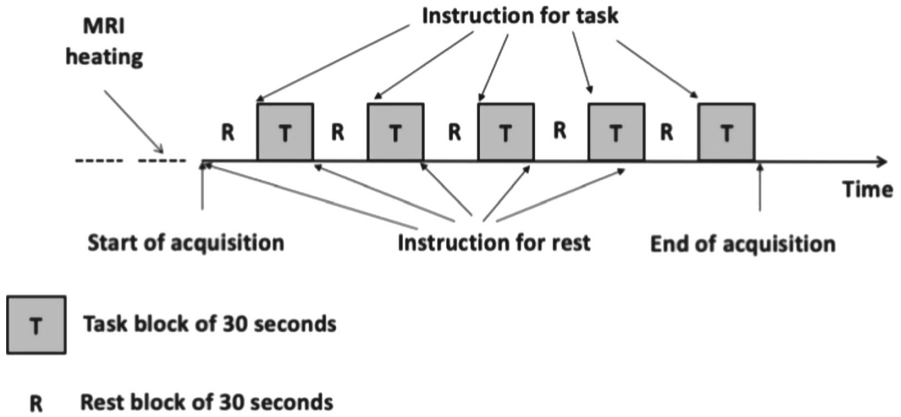 Instruction for task
MRI
heating
R T R T R T R T R T
Time
Start of acquisition
Instruction for rest
End of acquisition
T Task block of 30 seconds
R Rest block of 30 seconds